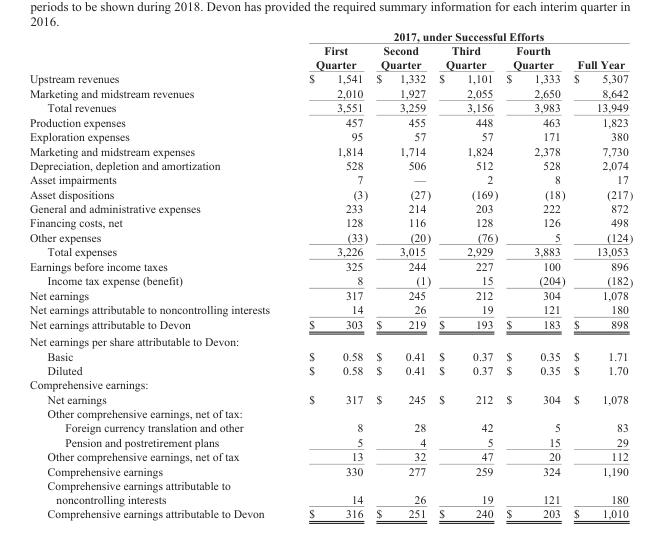 periods to be shown during 2018. Devon has provided the required summary information for each interim quarter in
2016.
2017, under Successful Efforts
First Second Third Fourth
Quarter Quarter Quarter Quarter Full Year
Upstream revenues $ 1,541 $ 1,332 $ 1,101 $ 1,333 $ 5,307
Marketing and midstream revenues 2,010 1,927 2,055 2,650 8,642
Total revenues 3,551 3,259 3,156 3,983 13,949
Production expenses 457 455 448 463 1,823
Exploration expenses 95 57 57 171 380
Marketing and midstream expenses 1,814 1,714 1,824 2,378 7,730
Depreciation, depletion and amortization 528 506 512 528 2,074
Asset impairments 7 — 2 8 17
Asset dispositions (3) (27) (169) (18) (217)
General and administrative expenses 233 214 203 222 872
Financing costs, net 128 116 128 126 498
Other expenses (33) (20) (76) 5 (124)
Total expenses 3,226 3,015 2,929 3,883 13,053
Earnings before income taxes 325 244 227 100 896
Income tax expense (benefit) 8 (1) 15 (204) (182)
Net earnings 317 245 212 304 1,078
Net earnings attributable to noncontrolling interests 14 26 19 121 180
Net earnings attributable to Devon $ 303 $ 219 $ 193 $ 183 $ 898
Net earnings per share attributable to Devon:
Basic $ 0.58 $ 0.41 $ 0.37 $ 0.35 $ 1.71
Diluted $ 0.58 $ 0.41 $ 0.37 $ 0.35 $ 1.70
Comprehensive earnings:
Net earnings $ 317 $ 245 $ 212 $ 304 $ 1,078
Other comprehensive earnings, net of tax:
Foreign currency translation and other 8 28 42 5 83
Pension and postretirement plans 5 4 5 15 29
Other comprehensive earnings, net of tax 13 32 47 20 112
Comprehensive earnings 330 277 259 324 1,190
Comprehensive earnings attributable to
noncontrolling interests 14 26 19 121 180
Comprehensive earnings attributable to Devon $ 316 $ 251 $ 240 $ 203 $ 1,010